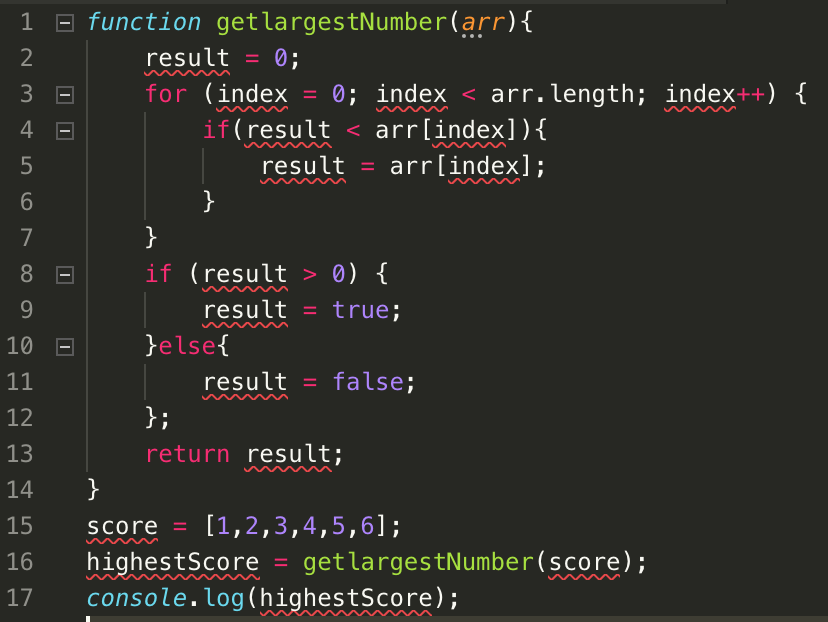 1 function getlargestNumber(arr){
2 result = 0;
3 for (index = 0; index < arr.length; index++) {
4 if(result < arr[index]){
5 result = arr[index];
6 }
7 }
8 if (result > 0) {
9 result = true;
10 }else{
11 result = false;
12 };
13 return result;
14 }
15 score = [1,2,3,4,5,6];
16 highestScore = getlargestNumber(score);
17 console.log(highestScore);